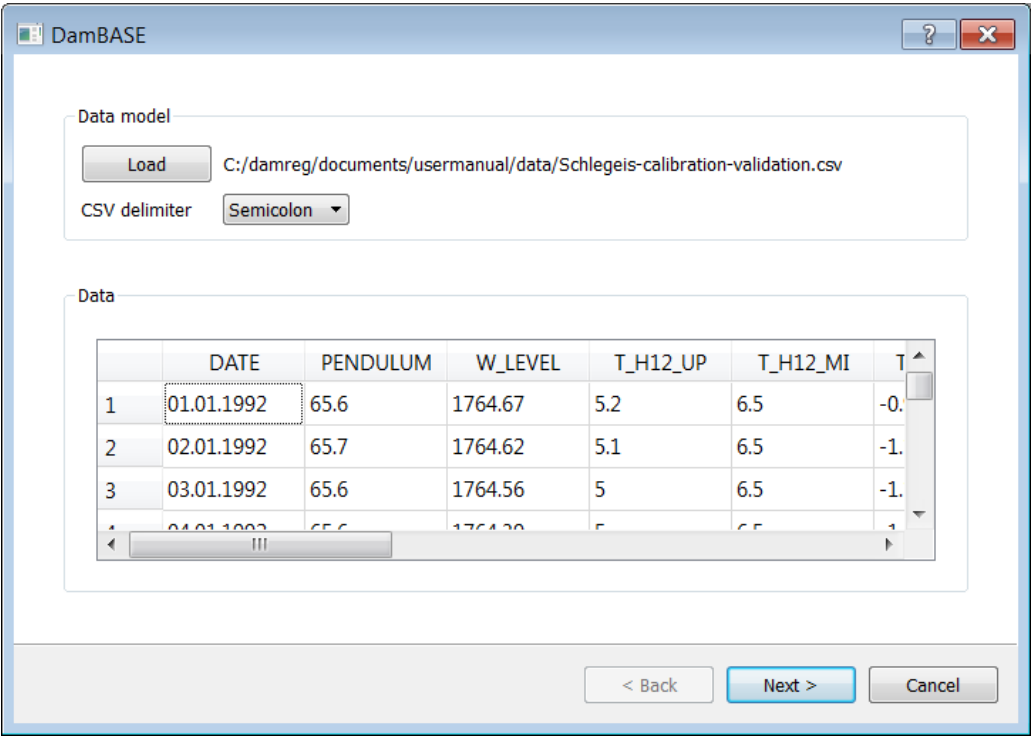 DamBASE
Data model
Load C:/damreg/documents/usermanual/data/Schlegeis-calibration-validation.csv
CSV delimiter Semicolon
Data
DATE PENDULUM W_LEVEL T_H12_UP T_H12_MI T
1 01.01.1992 65.6 1764.67 5.2 6.5 -0.
2 02.01.1992 65.7 1764.62 5.1 6.5 -1.
3 03.01.1992 65.6 1764.56 5 6.5 -1.
< Back Next > Cancel